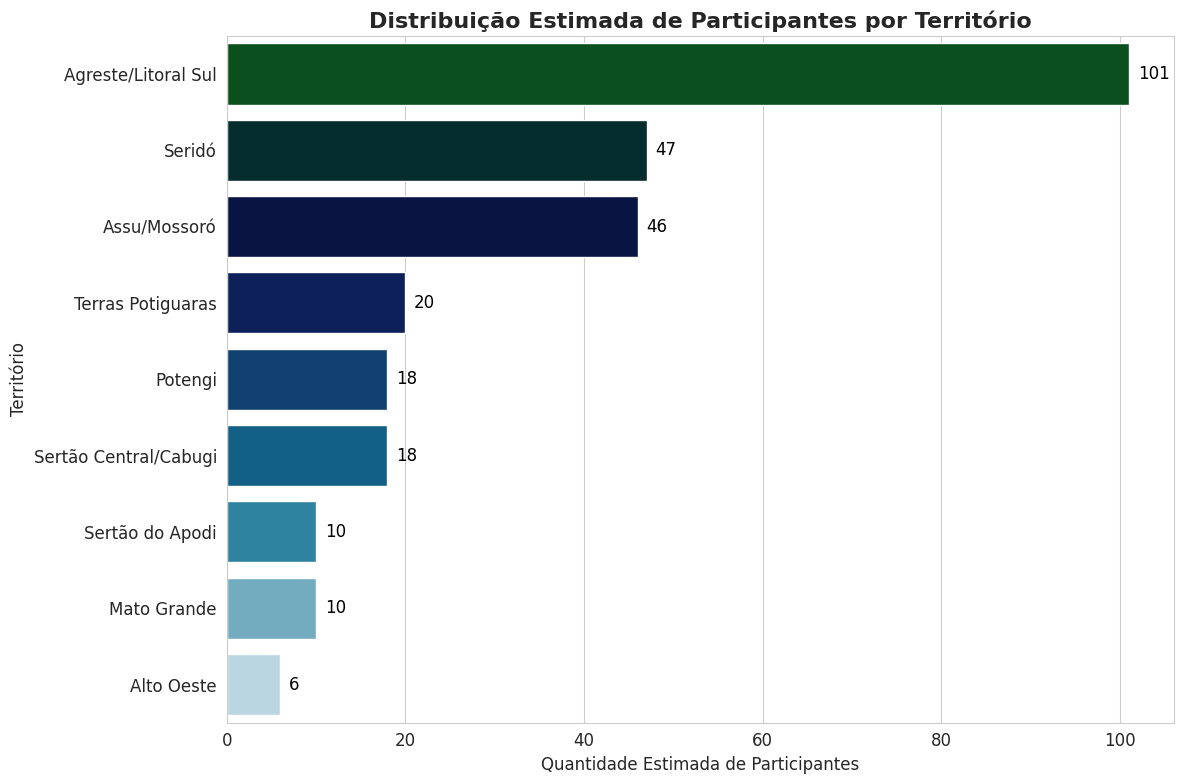 Distribuição Estimada de Participantes por Território
Agreste/Litoral Sul
101
Seridó
47
Assu/Mossoró
46
Terras Potiguaras
20
Potengi
18
Sertão Central/Cabugi
18
Sertão do Apodi
10
Mato Grande
10
Alto Oeste
6
Território
0 20 40 60 80 100
Quantidade Estimada de Participantes